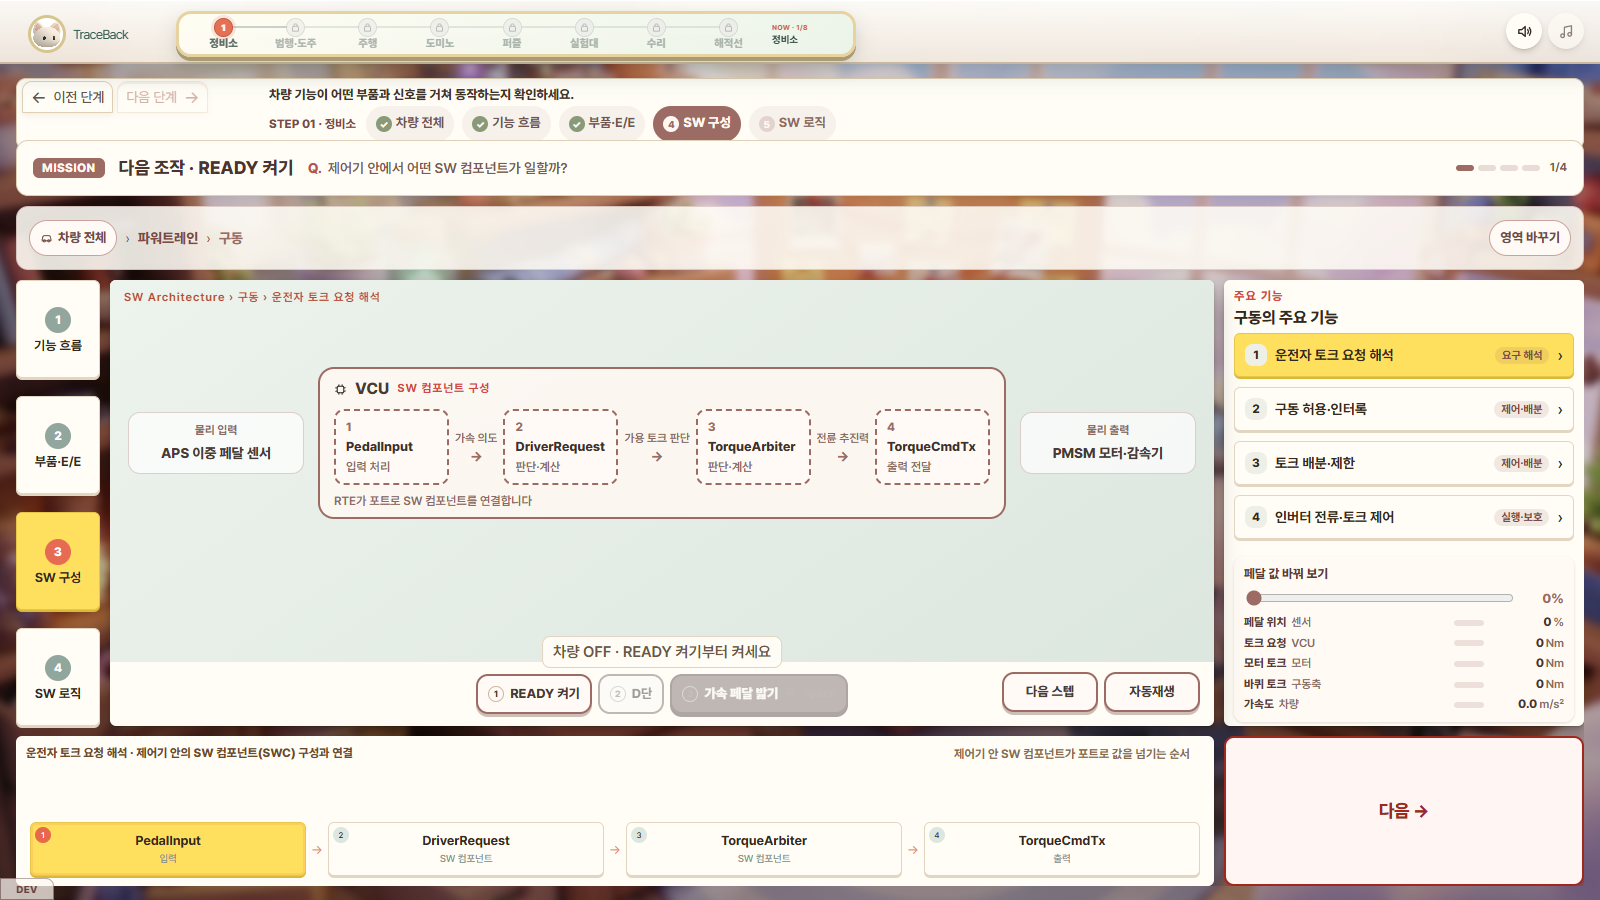 TraceBack
1
정비소
범행·도주
주행
도미노
퍼즐
실험대
수리
해적선
NOW · 1/8
정비소
← 이전 단계
다음 단계 →
차량 기능이 어떤 부품과 신호를 거쳐 동작하는지 확인하세요.
STEP 01 · 정비소
차량 전체
기능 흐름
부품·E/E
4 SW 구성
5 SW 로직
MISSION
다음 조작 · READY 켜기
Q. 제어기 안에서 어떤 SW 컴포넌트가 일할까?
1/4
차량 전체 › 파워트레인 › 구동
영역 바꾸기
1
기능 흐름
2
부품·E/E
3
SW 구성
4
SW 로직
SW Architecture › 구동 › 운전자 토크 요청 해석
물리 입력
APS 이중 페달 센서
VCU SW 컴포넌트 구성
1
PedalInput
입력 처리
가속 의도
→
2
DriverRequest
판단·계산
가용 토크 판단
→
3
TorqueArbiter
판단·계산
전륜 추진력
→
4
TorqueCmdTx
출력 전달
RTE가 포트로 SW 컴포넌트를 연결합니다
물리 출력
PMSM 모터·감속기
차량 OFF · READY 켜기부터 켜세요
1 READY 켜기
2 D단
가속 페달 밟기
다음 스텝
자동재생
주요 기능
구동의 주요 기능
1 운전자 토크 요청 해석 요구 해석 ›
2 구동 허용·인터록 제어·배분 ›
3 토크 배분·제한 제어·배분 ›
4 인버터 전류·토크 제어 실행·보호 ›
페달 값 바꿔 보기
0%
페달 위치 센서 0 %
토크 요청 VCU 0 Nm
모터 토크 모터 0 Nm
바퀴 토크 구동축 0 Nm
가속도 차량 0.0 m/s²
운전자 토크 요청 해석 · 제어기 안의 SW 컴포넌트(SWC) 구성과 연결
제어기 안 SW 컴포넌트가 포트로 값을 넘기는 순서
1
PedalInput
입력
→
2
DriverRequest
SW 컴포넌트
→
3
TorqueArbiter
SW 컴포넌트
→
4
TorqueCmdTx
출력
다음 →
DEV